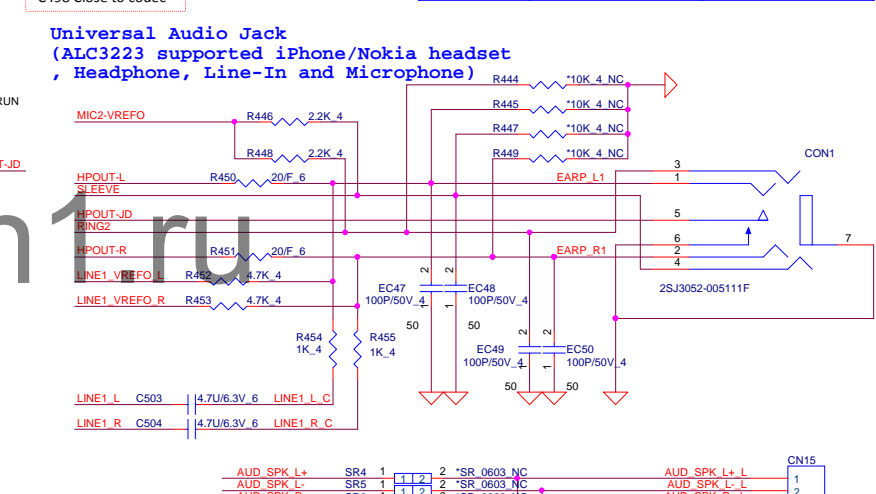 Universal Audio Jack
(ALC3223 supported iPhone/Nokia headset
, Headphone, Line-In and Microphone)
R444 *10K_4_NC
RUN
R445 *10K_4_NC
MIC2-VREFO R446 2.2K_4
R447 *10K_4_NC
R448 2.2K_4
R449 *10K_4_NC
CON1
T-JD
3
HPOUT-L R450 20/F_6 EARP_L1 1
SLEEVE
HPOUT-JD 5
RING2
6
HPOUT-R R451 20/F_6 EARP_R1 2
7
4
LINE1_VREFO_L R452 4.7K_4
2 2
EC47 EC48
2SJ3052-005111F
LINE1_VREFO_R R453 4.7K_4
100P/50V_4 100P/50V_4
1 1
50 50
R454 R455
1K_4 1K_4
2 2
EC49 EC50
100P/50V_4 100P/50V_4
1 1
50 50
LINE1_L C503 4.7U/6.3V_6 LINE1_L_C
LINE1_R C504 4.7U/6.3V_6 LINE1_R_C
n1.ru
CN15
AUD_SPK_L+ SR4 1 1 2 2 *SR_0603_NC AUD_SPK_L+_L 1
AUD_SPK_L- SR5 1 1 2 2 *SR_0603_NC AUD_SPK_L-_L 2